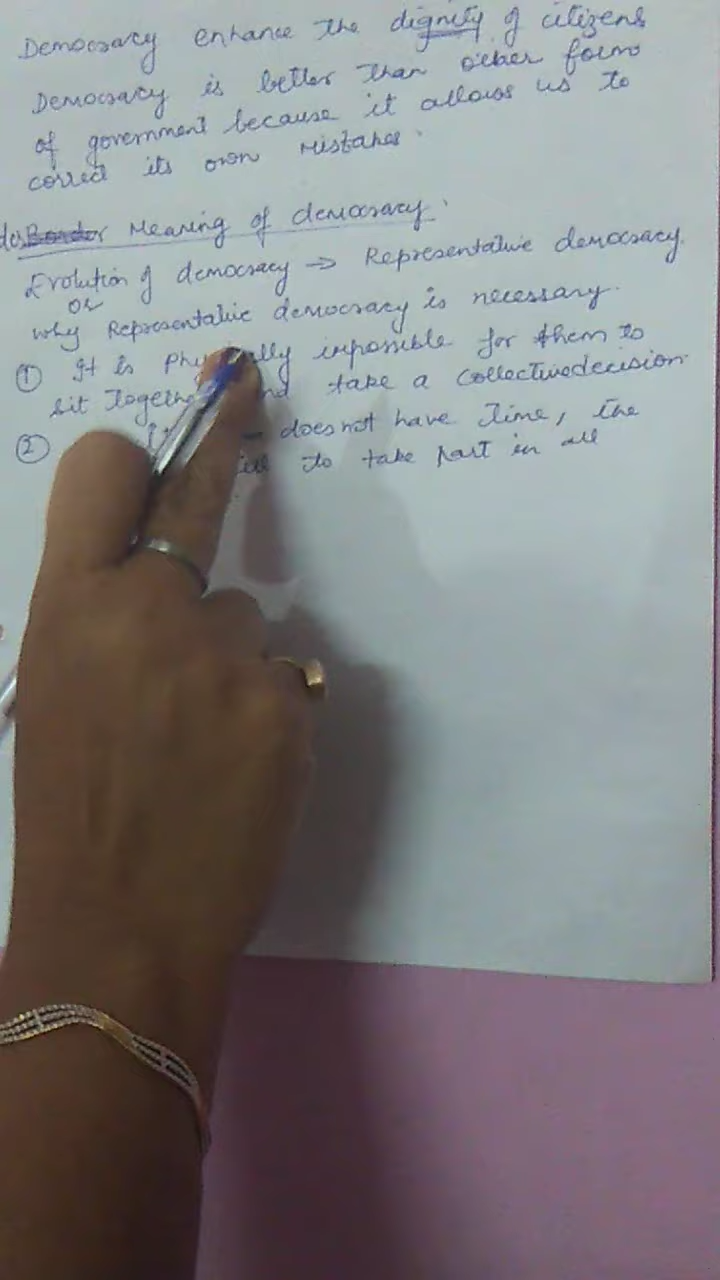 Democracy enhance the dignity of citizens
Democracy is better than other form
of government because it allows us to
correct its own mistakes.
Meaning of democracy.
Evolution of democracy → Representative democracy.
or
why Representative democracy is necessary.
① It is physically impossible for them to
sit together and take a collective decision.
② does not have time, the
to take part in all